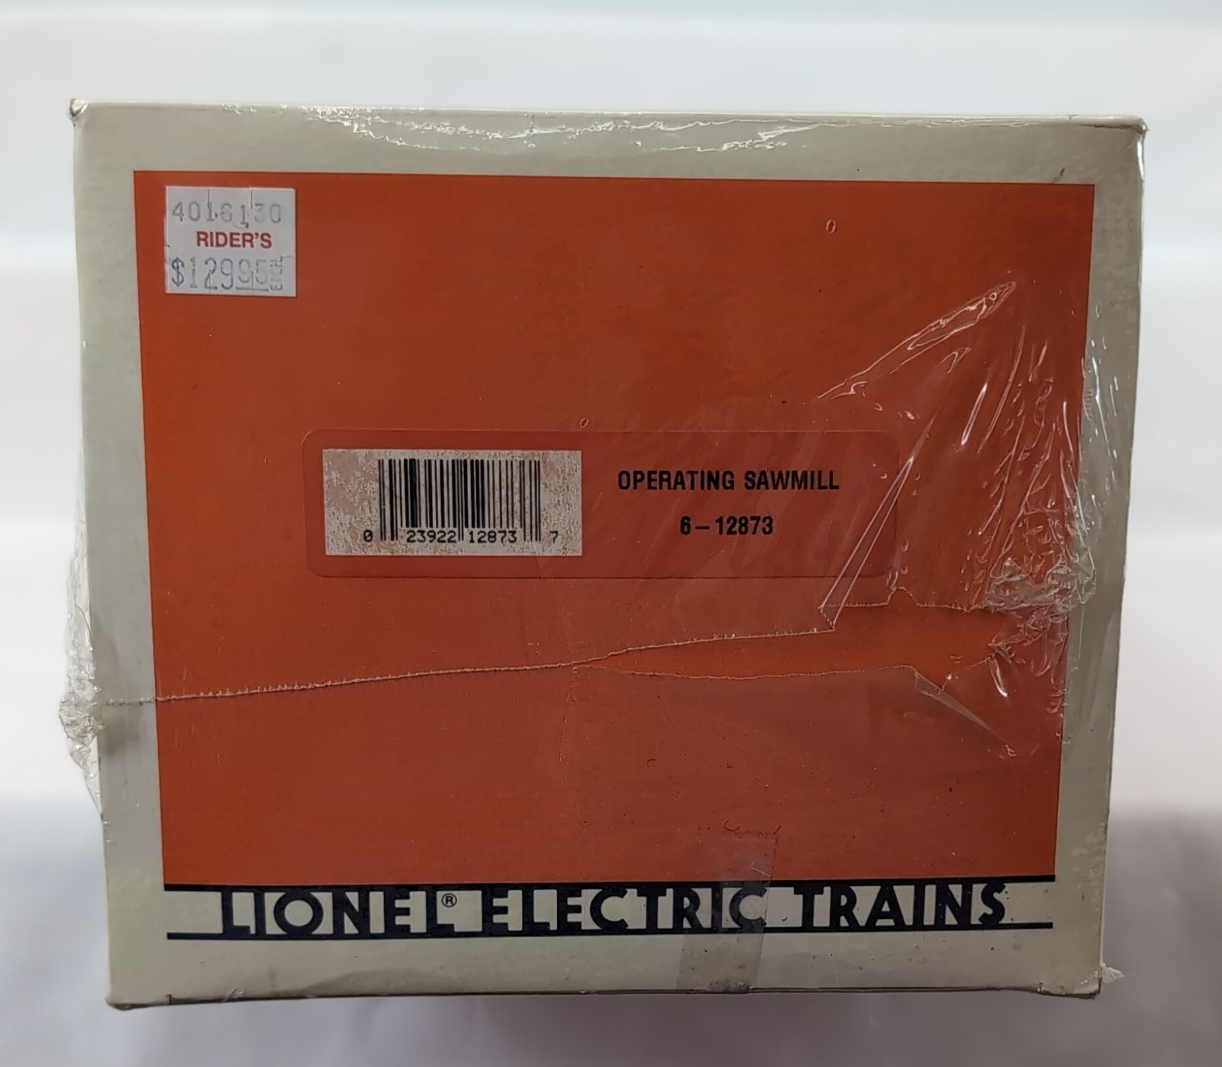 4016130
RIDER'S
$129.95
OPERATING SAWMILL
6-12873
0 23922 12873 7
LIONEL® ELECTRIC TRAINS